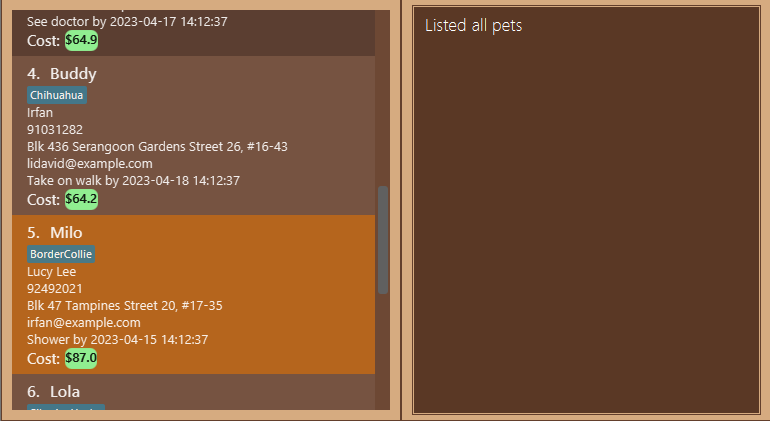 See doctor by 2023-04-17 14:12:37
Cost: $64.9
4. Buddy
Chihuahua
Irfan
91031282
Blk 436 Serangoon Gardens Street 26, #16-43
lidavid@example.com
Take on walk by 2023-04-18 14:12:37
Cost: $64.2
5. Milo
BorderCollie
Lucy Lee
92492021
Blk 47 Tampines Street 20, #17-35
irfan@example.com
Shower by 2023-04-15 14:12:37
Cost: $87.0
6. Lola
Listed all pets